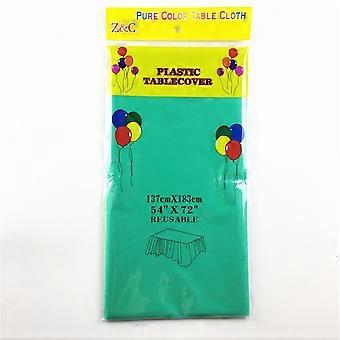 Z&C
PURE COLOR TABLE CLOTH
PLASTIC
TABLECOVER
137cmX183cm
54" X 72"
REUSABLE